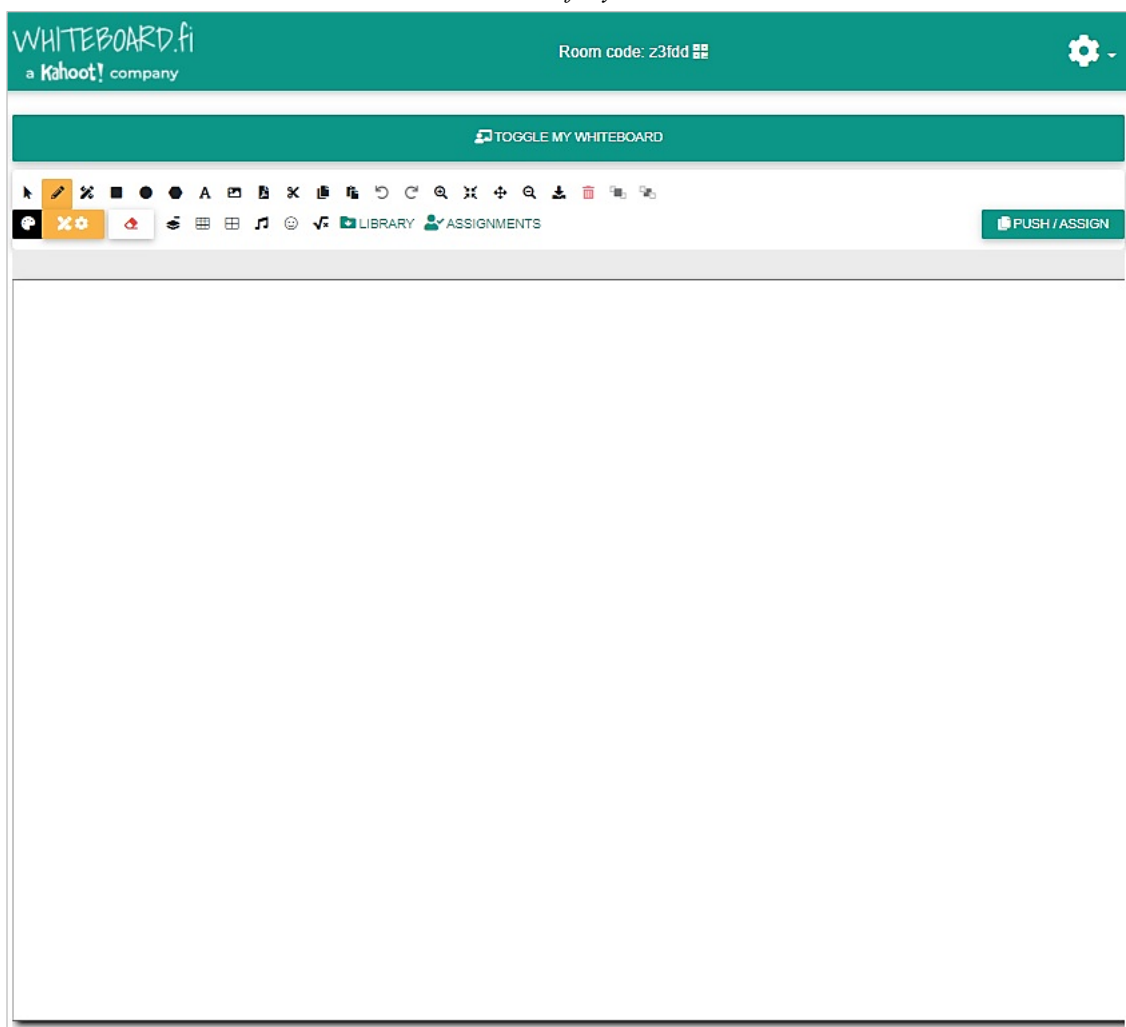 WHITEBOARD.fi
a Kahoot! company
Room code: z3fdd
TOGGLE MY WHITEBOARD
A
LIBRARY ASSIGNMENTS
PUSH / ASSIGN